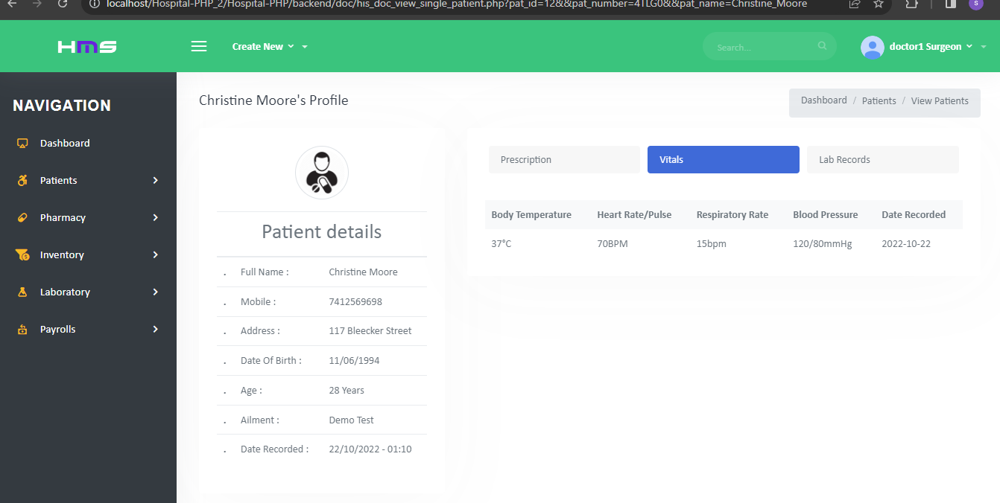 localhost/Hospital-PHP_2/Hospital-PHP/backend/doc/his_doc_view_single_patient.php?pat_id=12&&pat_number=4TLG0&&pat_name=Christine_Moore
S
HMS
Create New
Search...
doctor1 Surgeon
NAVIGATION
Dashboard
Patients
Pharmacy
Inventory
Laboratory
Payrolls
Christine Moore's Profile
Dashboard / Patients / View Patients
Patient details
. Full Name : Christine Moore
. Mobile : 7412569698
. Address : 117 Bleecker Street
. Date Of Birth : 11/06/1994
. Age : 28 Years
. Ailment : Demo Test
. Date Recorded : 22/10/2022 - 01:10
Prescription Vitals Lab Records
Body Temperature Heart Rate/Pulse Respiratory Rate Blood Pressure Date Recorded
37°C 70BPM 15bpm 120/80mmHg 2022-10-22